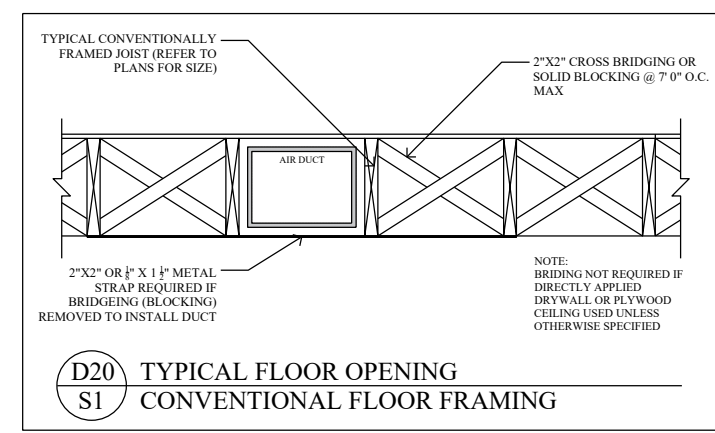 TYPICAL CONVENTIONALLY
FRAMED JOIST (REFER TO
PLANS FOR SIZE)
2"X2" CROSS BRIDGING OR
SOLID BLOCKING @ 7' 0" O.C.
MAX
AIR DUCT
2"X2" OR 1/8" X 1 1/2" METAL
STRAP REQUIRED IF
BRIDGEING (BLOCKING)
REMOVED TO INSTALL DUCT
NOTE:
BRIDING NOT REQUIRED IF
DIRECTLY APPLIED
DRYWALL OR PLYWOOD
CEILING USED UNLESS
OTHERWISE SPECIFIED
D20 TYPICAL FLOOR OPENING
S1 CONVENTIONAL FLOOR FRAMING